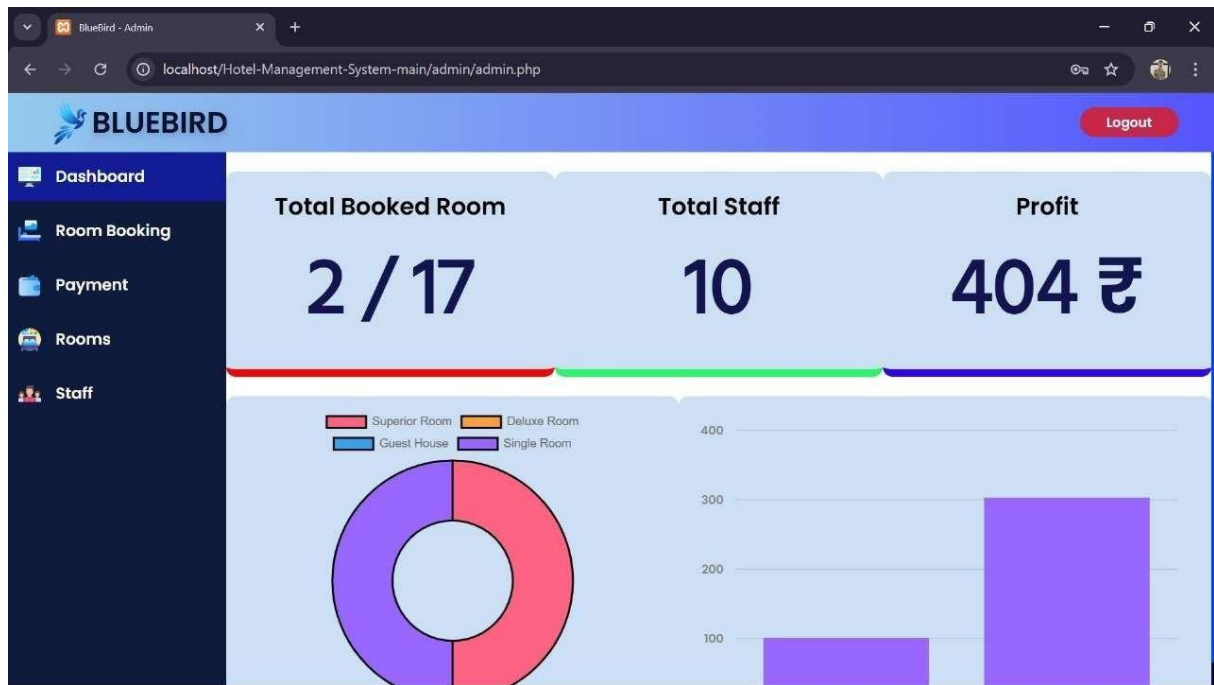 BlueBird - Admin
localhost/Hotel-Management-System-main/admin/admin.php
BLUEBIRD
Logout
Dashboard
Room Booking
Payment
Rooms
Staff
Total Booked Room
2 / 17
Total Staff
10
Profit
404 ₹
Superior Room Deluxe Room
Guest House Single Room
400
300
200
100